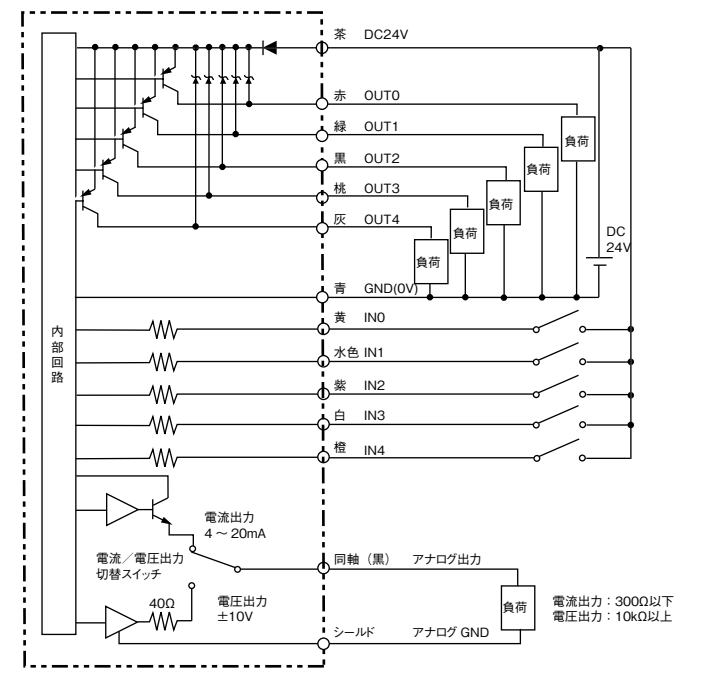 茶 DC24V
赤 OUT0
緑 OUT1
黒 OUT2
桃 OUT3
灰 OUT4
負荷
負荷
負荷
負荷
負荷
DC
24V
青 GND(0V)
黄 IN0
水色 IN1
紫 IN2
白 IN3
橙 IN4
内部回路
電流出力
4 ~ 20mA
電流/電圧出力
切替スイッチ
同軸（黒） アナログ出力
40Ω
電圧出力
±10V
負荷
電流出力：300Ω以下
電圧出力：10kΩ以上
シールド アナログ GND